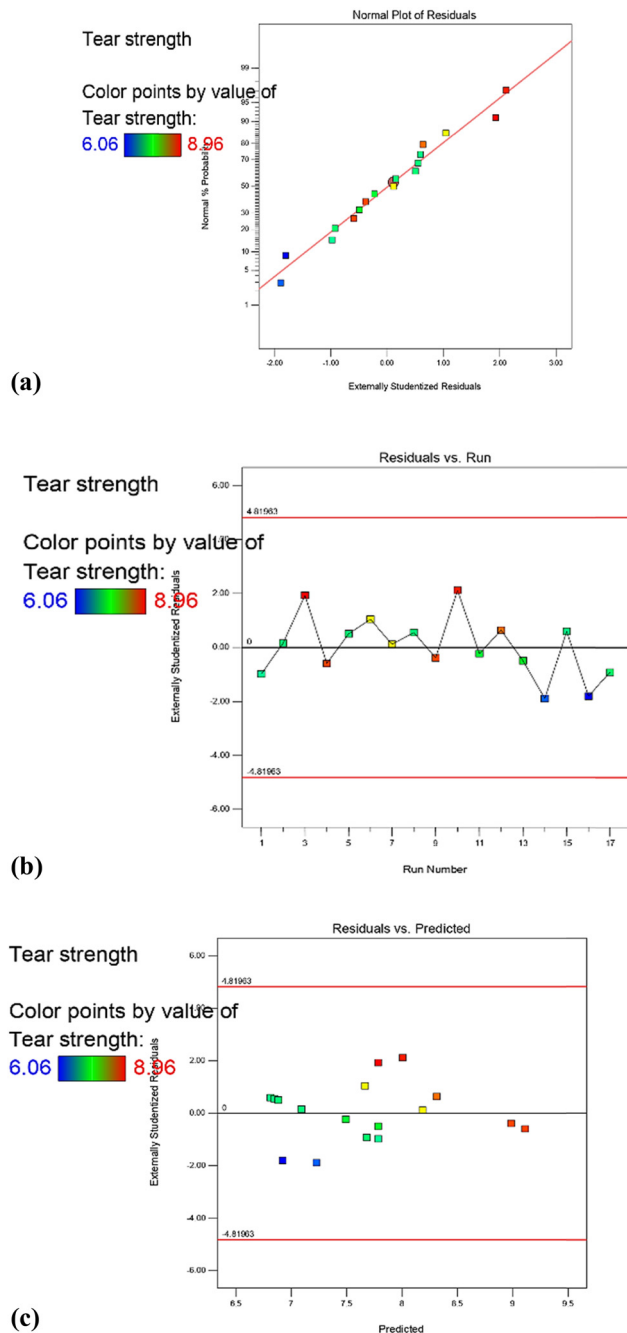 Normal Plot of Residuals
Tear strength
Color points by value of
Tear strength:
6.06 8.96
Normal % Probability
99
95
90
80
70
50
30
20
10
5
1
-2.00 -1.00 0.00 1.00 2.00 3.00
Externally Studentized Residuals
(a)
Residuals vs. Run
Tear strength
Color points by value of
Tear strength:
6.06 8.96
Externally Studentized Residuals
6.00
4.81963
2.00
0
0.00
-2.00
-4.00
-4.81963
-6.00
1 3 5 7 9 11 13 15 17
Run Number
(b)
Residuals vs. Predicted
Tear strength
Color points by value of
Tear strength:
6.06 8.96
Externally Studentized Residuals
6.00
4.81963
2.00
0
0.00
-2.00
-4.00
-4.81963
-6.00
6.5 7 7.5 8 8.5 9 9.5
Predicted
(c)